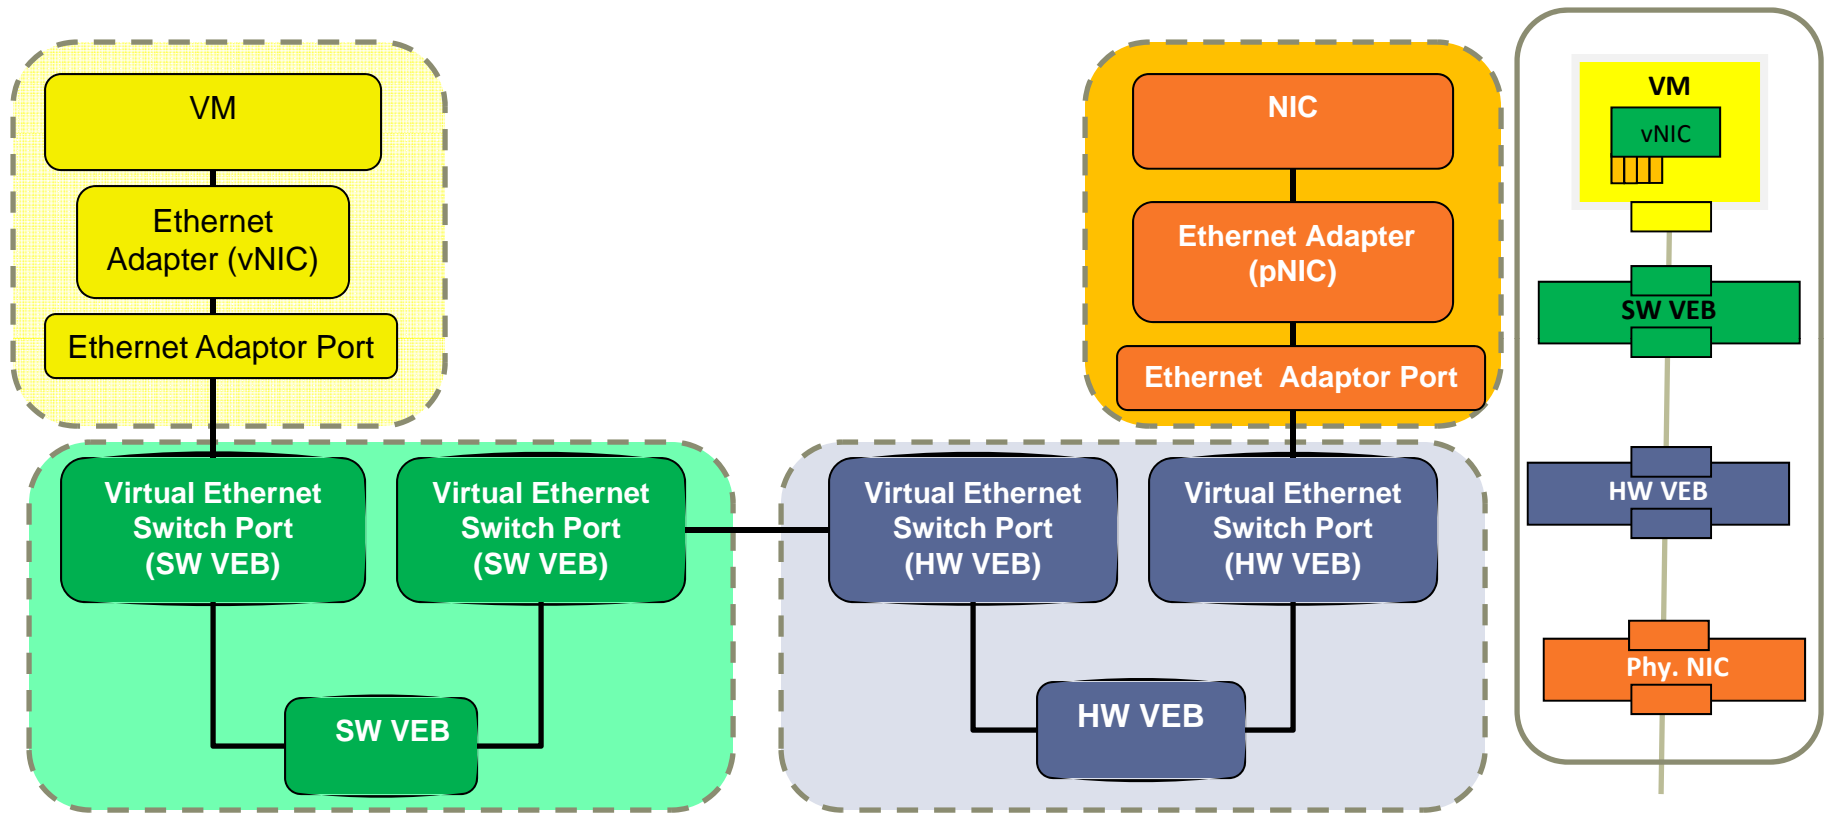 VM
Ethernet
Adapter (vNIC)
Ethernet Adaptor Port
NIC
Ethernet Adapter
(pNIC)
Ethernet  Adaptor Port
Virtual Ethernet
Switch Port
(SW VEB)
Virtual Ethernet
Switch Port
(SW VEB)
SW VEB
Virtual Ethernet
Switch Port
(HW VEB)
Virtual Ethernet
Switch Port
(HW VEB)
HW VEB
VM
vNIC
SW VEB
HW VEB
Phy. NIC